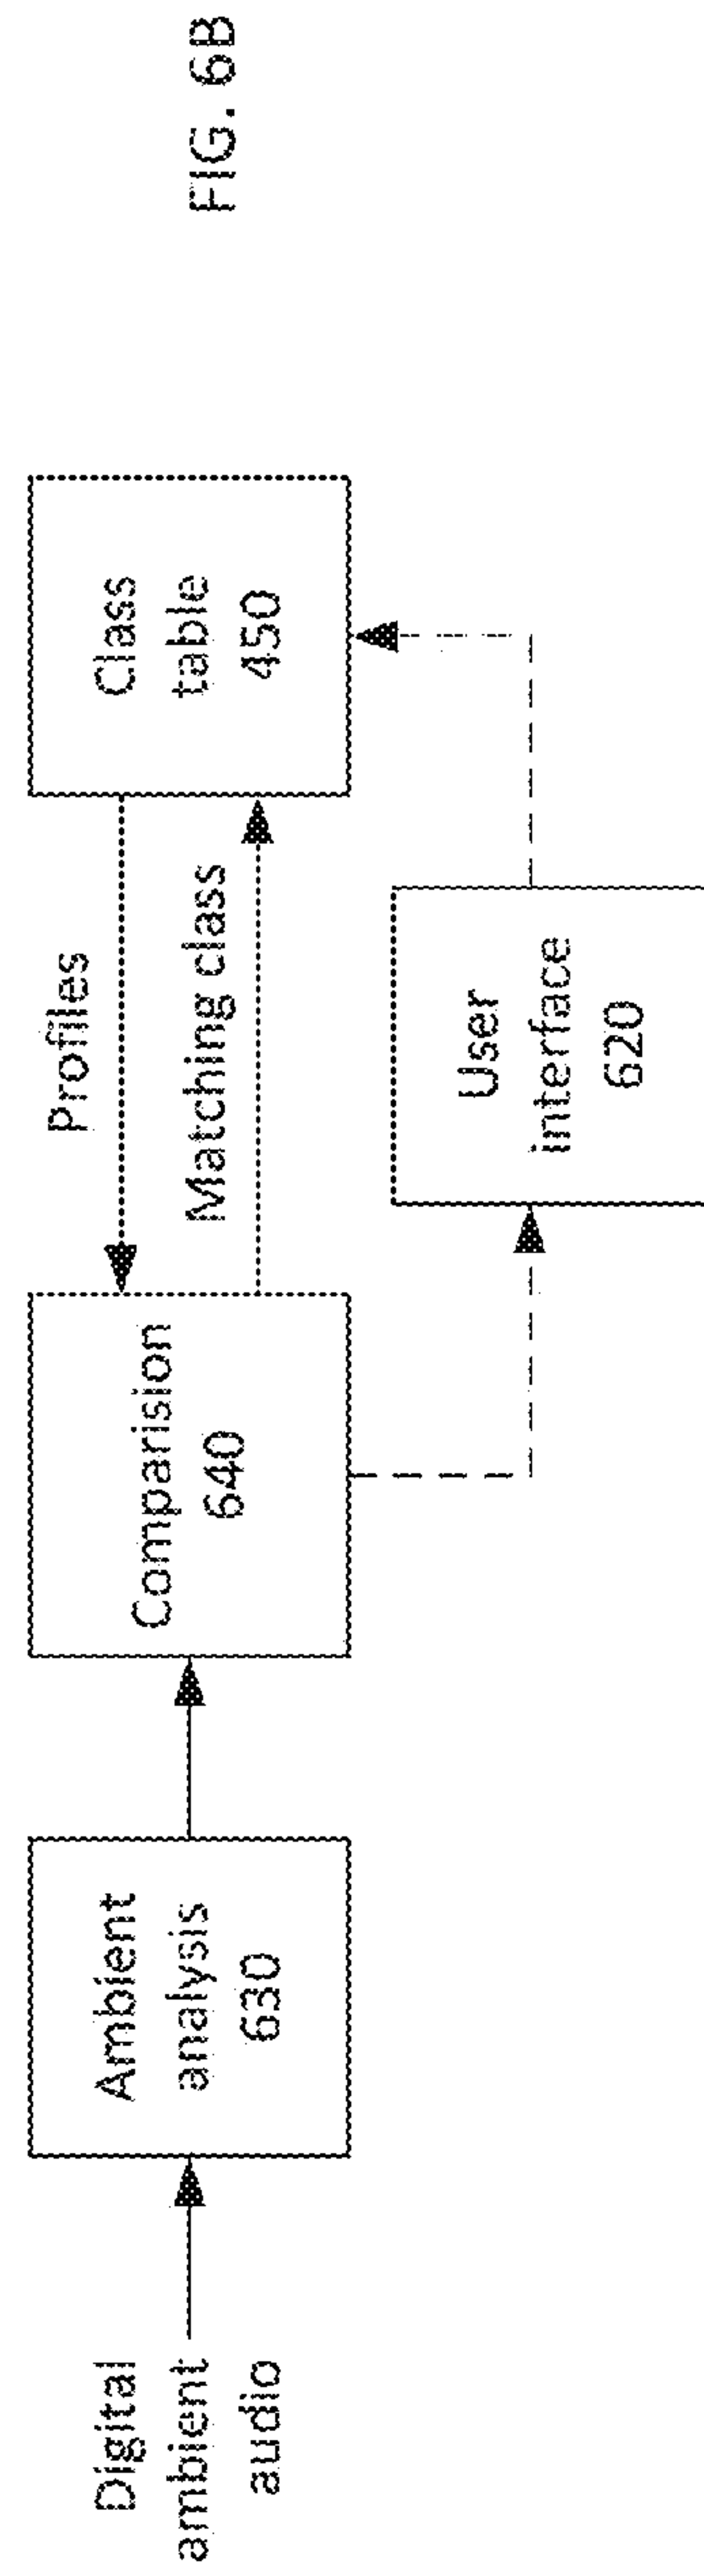 Digital
ambient
audio
Ambient
analysis
630
Comparision
640
Profiles
Matching class
Class
table
450
User
interface
620
FIG. 6B